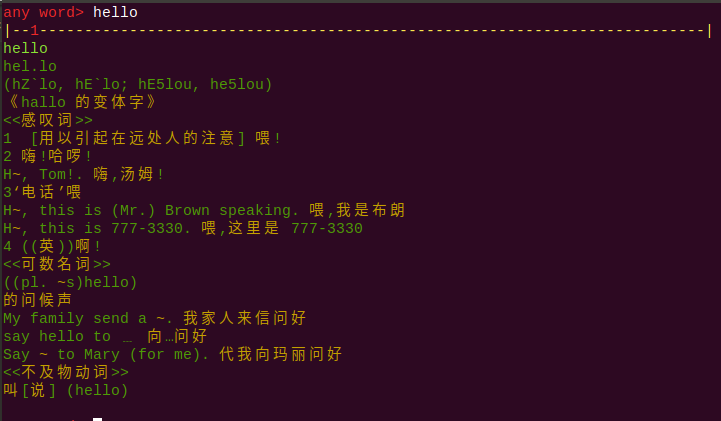 any word> hello
|--1--------------------------------------------------------------------------|
hello
hel.lo
(hZ`lo, hE`lo; hE5lou, he5lou)
《hallo 的变体字》
<<感叹词>>
1  [用以引起在远处人的注意] 喂!
2 嗨!哈啰!
H~, Tom!. 嗨,汤姆!
3‘电话’喂
H~, this is (Mr.) Brown speaking. 喂,我是布朗
H~, this is 777-3330. 喂,这里是 777-3330
4 ((英))啊!
<<可数名词>>
((pl. ~s)hello)
的问候声
My family send a ~. 我家人来信问好
say hello to _  向…问好
Say ~ to Mary (for me). 代我向玛丽问好
<<不及物动词>>
叫[说] (hello)